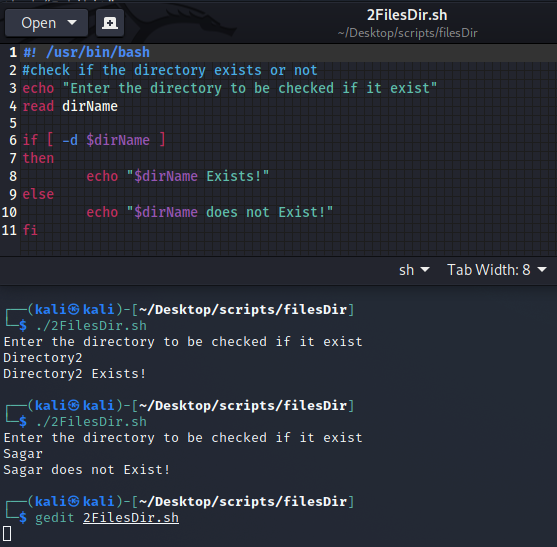 Open
2FilesDir.sh
~/Desktop/scripts/filesDir
1 #! /usr/bin/bash
2 #check if the directory exists or not
3 echo "Enter the directory to be checked if it exist"
4 read dirName
5
6 if [ -d $dirName ]
7 then
8         echo "$dirName Exists!"
9 else
10         echo "$dirName does not Exist!"
11 fi
sh Tab Width: 8
┌──(kali㉿kali)-[~/Desktop/scripts/filesDir]
└─$ ./2FilesDir.sh
Enter the directory to be checked if it exist
Directory2
Directory2 Exists!
┌──(kali㉿kali)-[~/Desktop/scripts/filesDir]
└─$ ./2FilesDir.sh
Enter the directory to be checked if it exist
Sagar
Sagar does not Exist!
┌──(kali㉿kali)-[~/Desktop/scripts/filesDir]
└─$ gedit 2FilesDir.sh